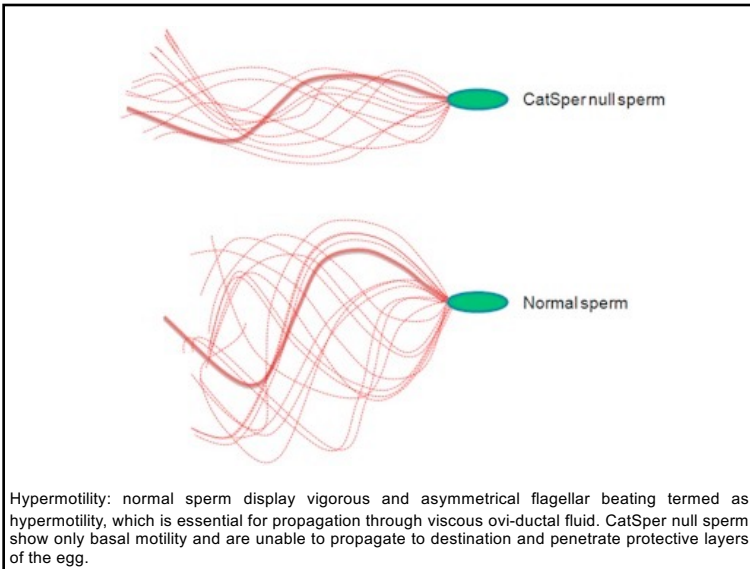 CatSper null sperm
Normal sperm
Hypermotility: normal sperm display vigorous and asymmetrical flagellar beating termed as
hypermotility, which is essential for propagation through viscous ovi-ductal fluid. CatSper null sperm
show only basal motility and are unable to propagate to destination and penetrate protective layers
of the egg.